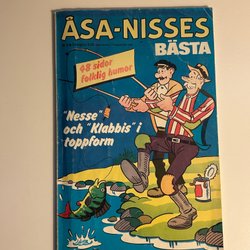 ÅSA-NISSES
BÄSTA
48 sidor
folklig humor
"Nesse"
och "Klabbis" i
toppform